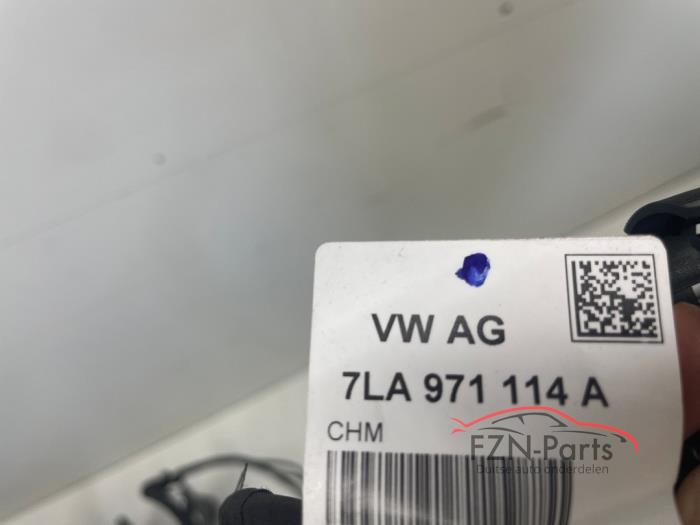 VW AG
7LA 971 114 A
CHM
FZN-Parts
Duitse auto onderdelen